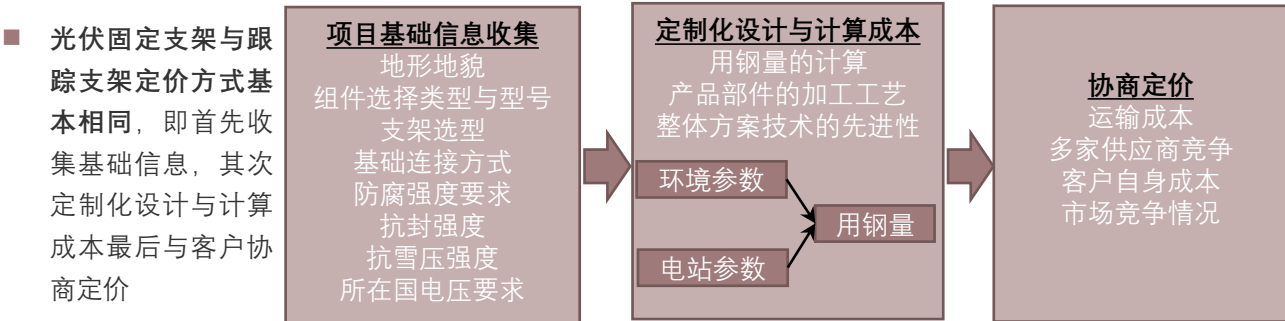 ■ 光伏固定支架与跟
踪支架定价方式基
本相同，即首先收
集基础信息，其次
定制化设计与计算
成本最后与客户协
商定价
项目基础信息收集
地形地貌
组件选择类型与型号
支架选型
基础连接方式
防腐强度要求
抗封强度
抗雪压强度
所在国电压要求
定制化设计与计算成本
用钢量的计算
产品部件的加工工艺
整体方案技术的先进性
环境参数
用钢量
电站参数
协商定价
运输成本
多家供应商竞争
客户自身成本
市场竞争情况